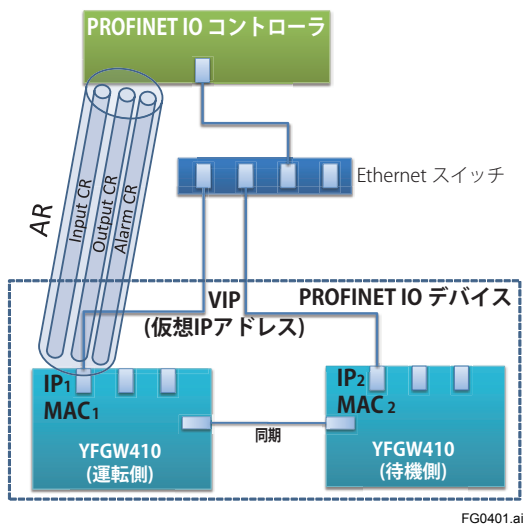 PROFINET IO コントローラ
Ethernet スイッチ
AR
Input CR
Output CR
Alarm CR
VIP
(仮想IPアドレス)
PROFINET IO デバイス
IP1
MAC1
YFGW410
(運転側)
同期
IP2
MAC 2
YFGW410
(待機側)
FG0401.ai